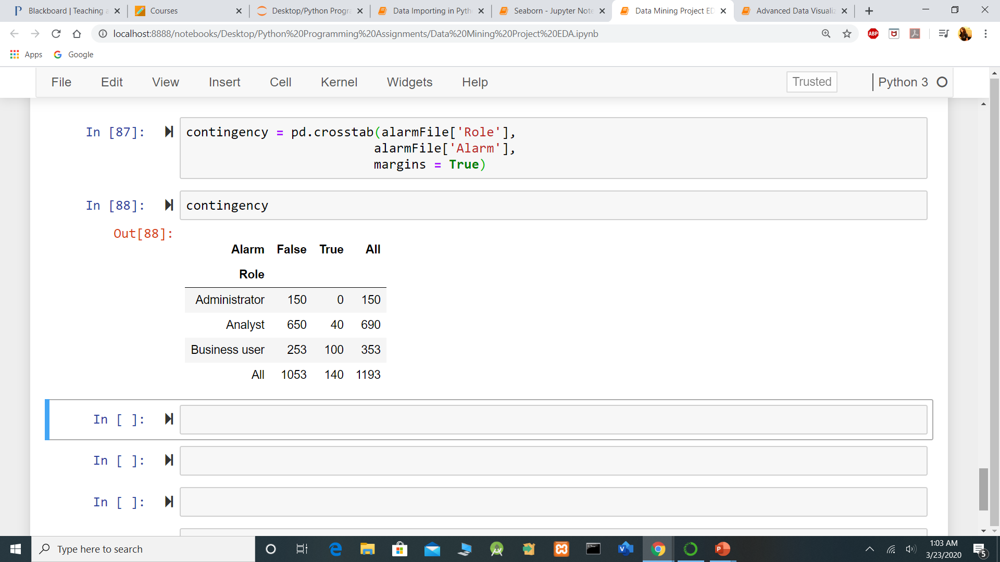 Blackboard | Teaching a
Courses
Desktop/Python Progra
Data Importing in Pyth
Seaborn - Jupyter Note
Data Mining Project ED
Advanced Data Visualiz
localhost:8888/notebooks/Desktop/Python%20Programming%20Assignments/Data%20Mining%20Project%20EDA.ipynb
ABP
Apps Google
File Edit View Insert Cell Kernel Widgets Help Trusted Python 3
In [87]: contingency = pd.crosstab(alarmFile['Role'],
alarmFile['Alarm'],
margins = True)
In [88]: contingency
Out[88]:
Alarm False True All
Role
Administrator 150 0 150
Analyst 650 40 690
Business user 253 100 353
All 1053 140 1193
In [ ]:
In [ ]:
In [ ]:
Type here to search
1:03 AM
3/23/2020
5